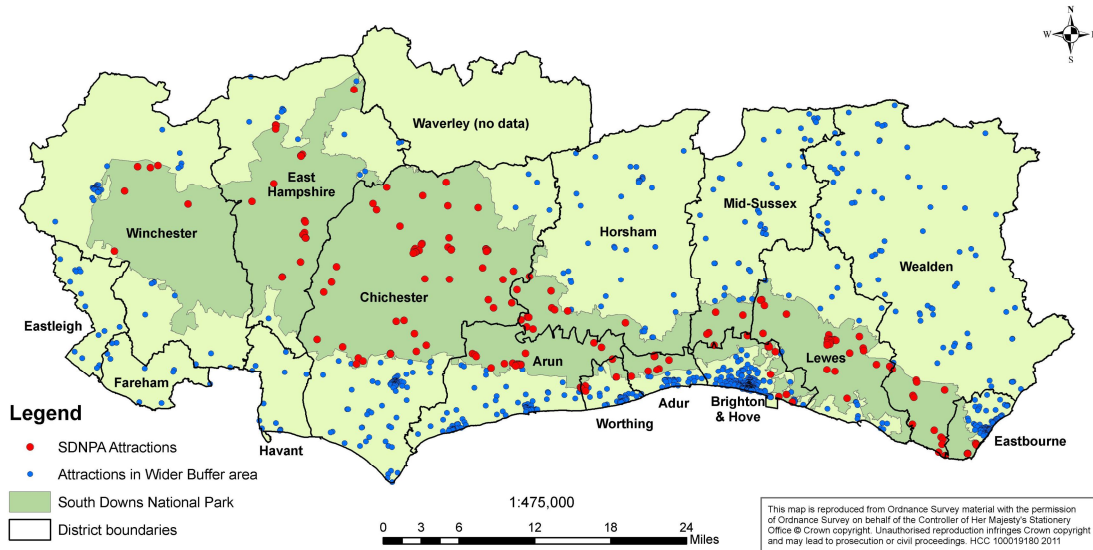 N
W
E
S
Waverley (no data)
East
Hampshire
Mid-Sussex
Winchester
Horsham
Wealden
Chichester
Eastleigh
Arun
Lewes
Fareham
Adur
Brighton
& Hove
Worthing
Eastbourne
Havant
Legend
SDNPA Attractions
Attractions in Wider Buffer area
South Downs National Park
District boundaries
1:475,000
0 3 6 12 18 24
Miles
This map is reproduced from Ordnance Survey material with the permission
of Ordnance Survey on behalf of the Controller of Her Majesty's Stationery
Office © Crown copyright. Unauthorised reproduction infringes Crown copyright
and may lead to prosecution or civil proceedings. HCC 100019180 2011